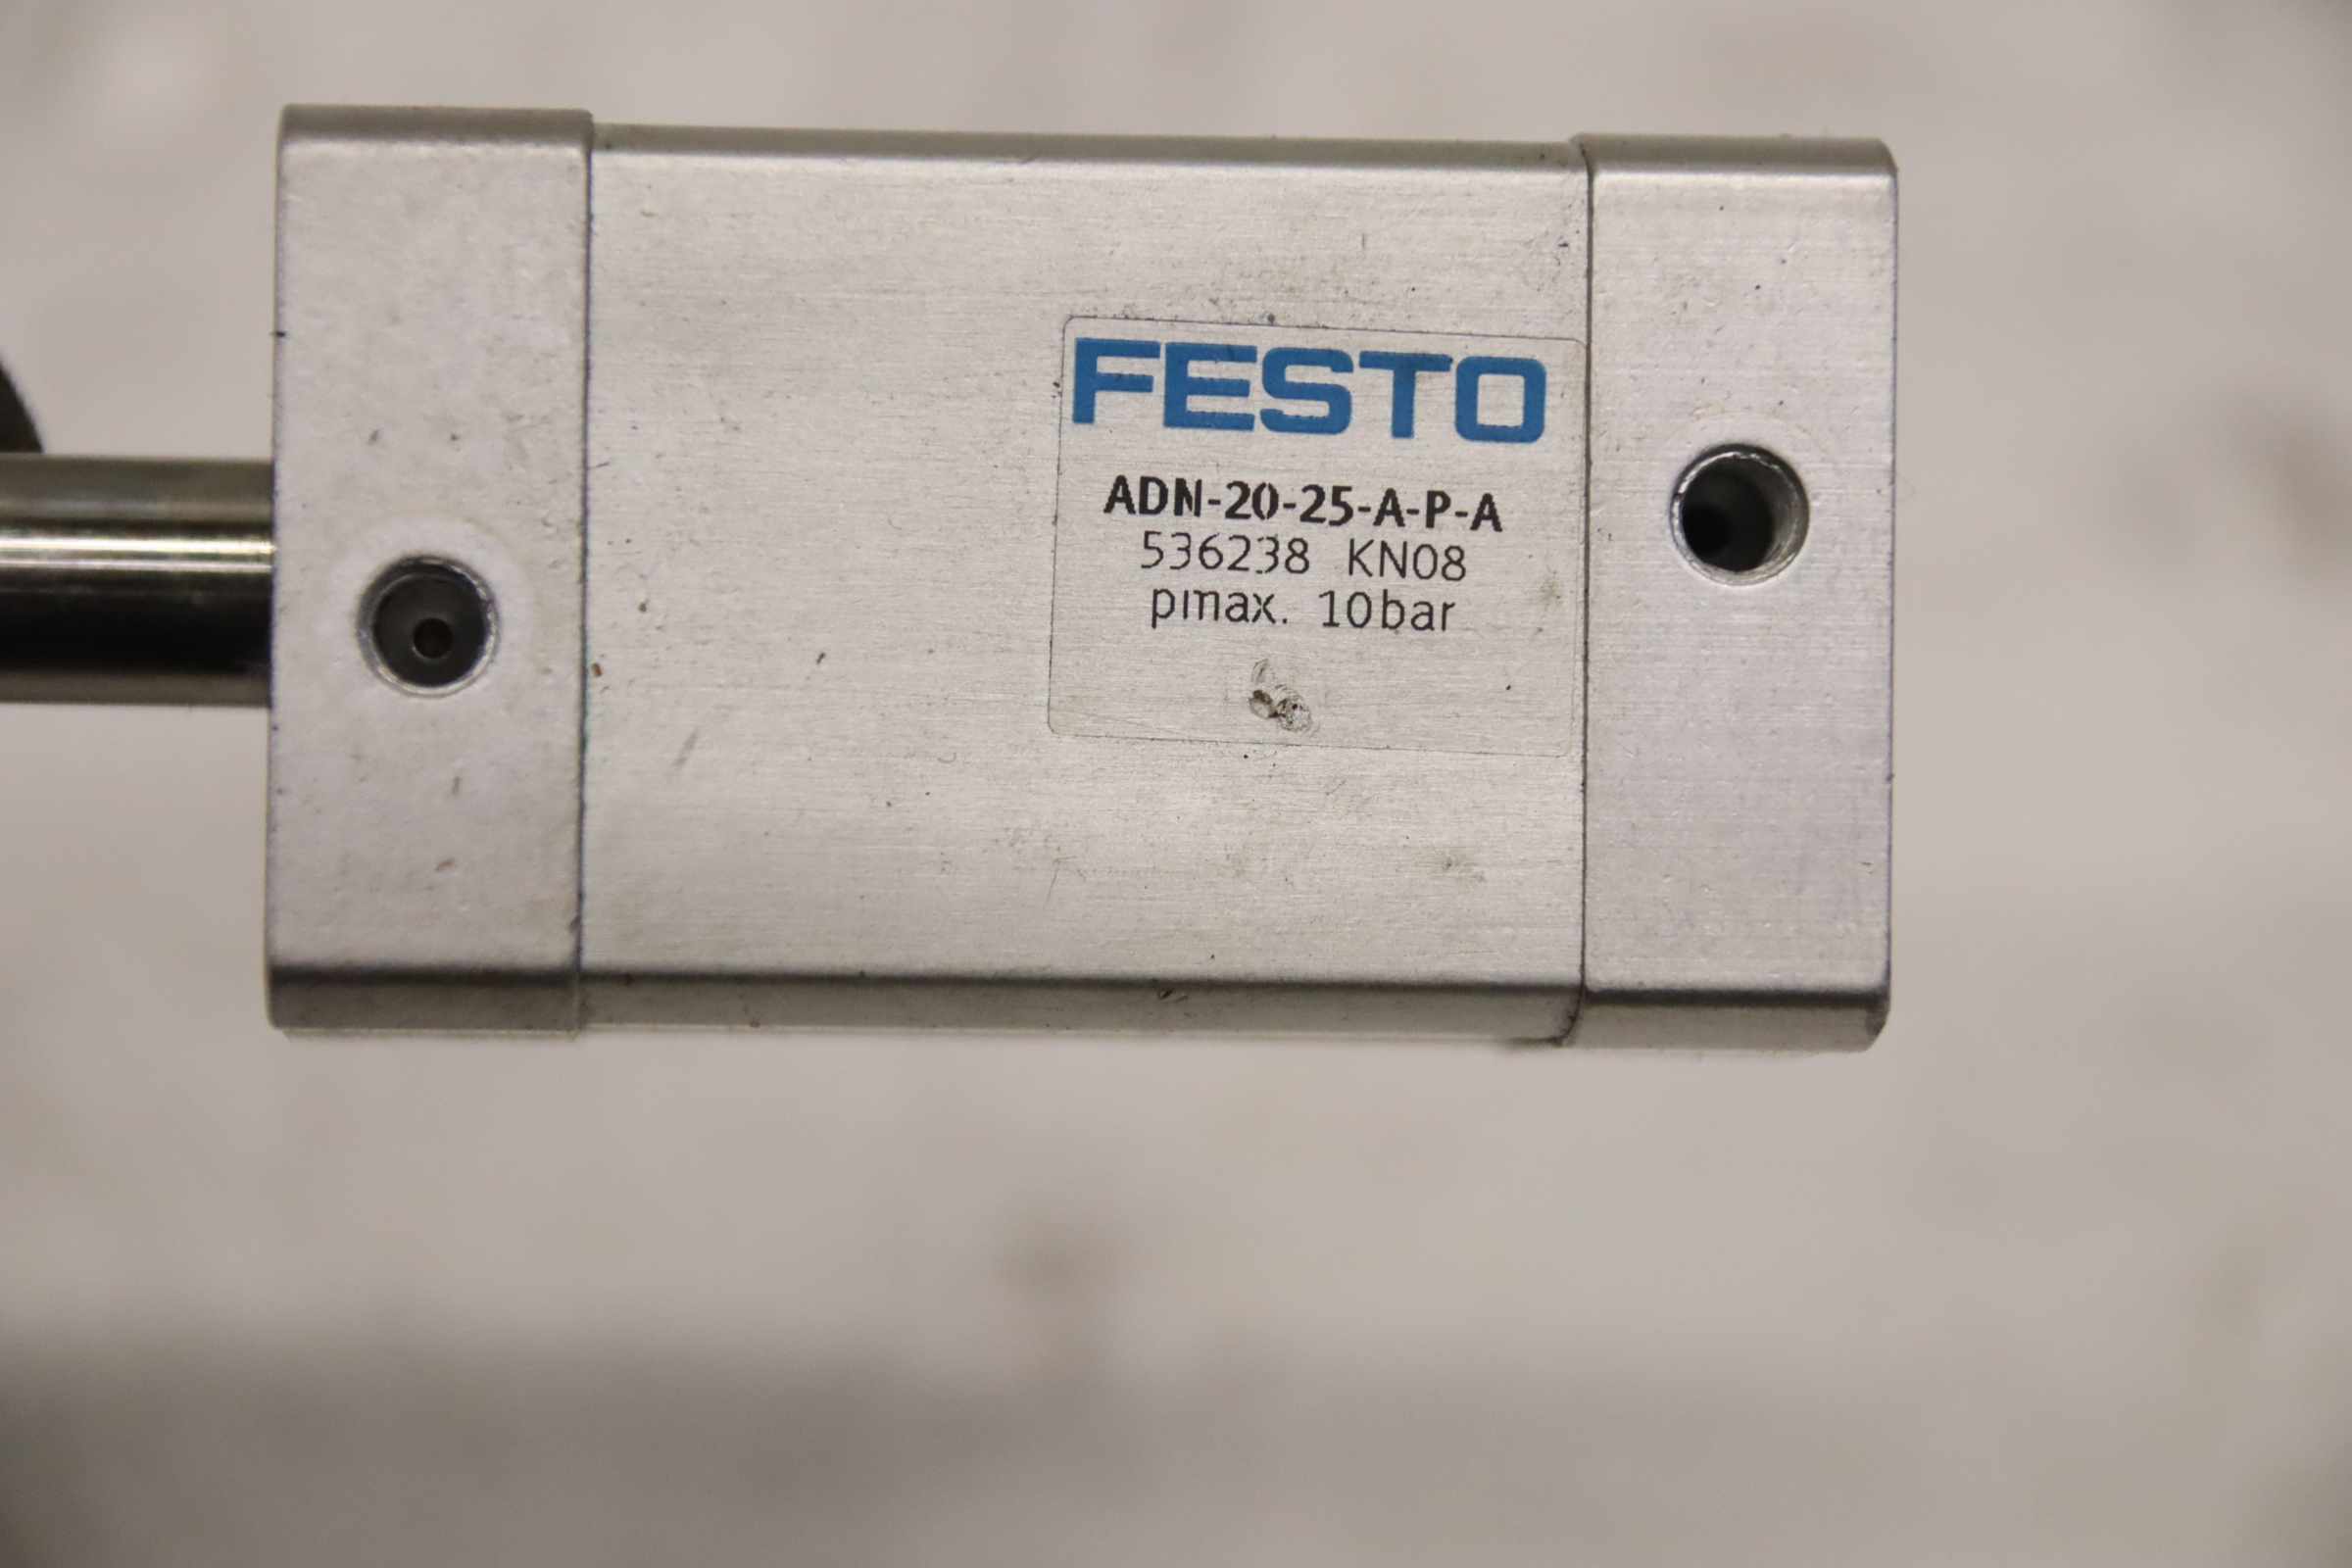 FESTO
ADN-20-25-A-P-A
536238 KN08
pmax. 10bar